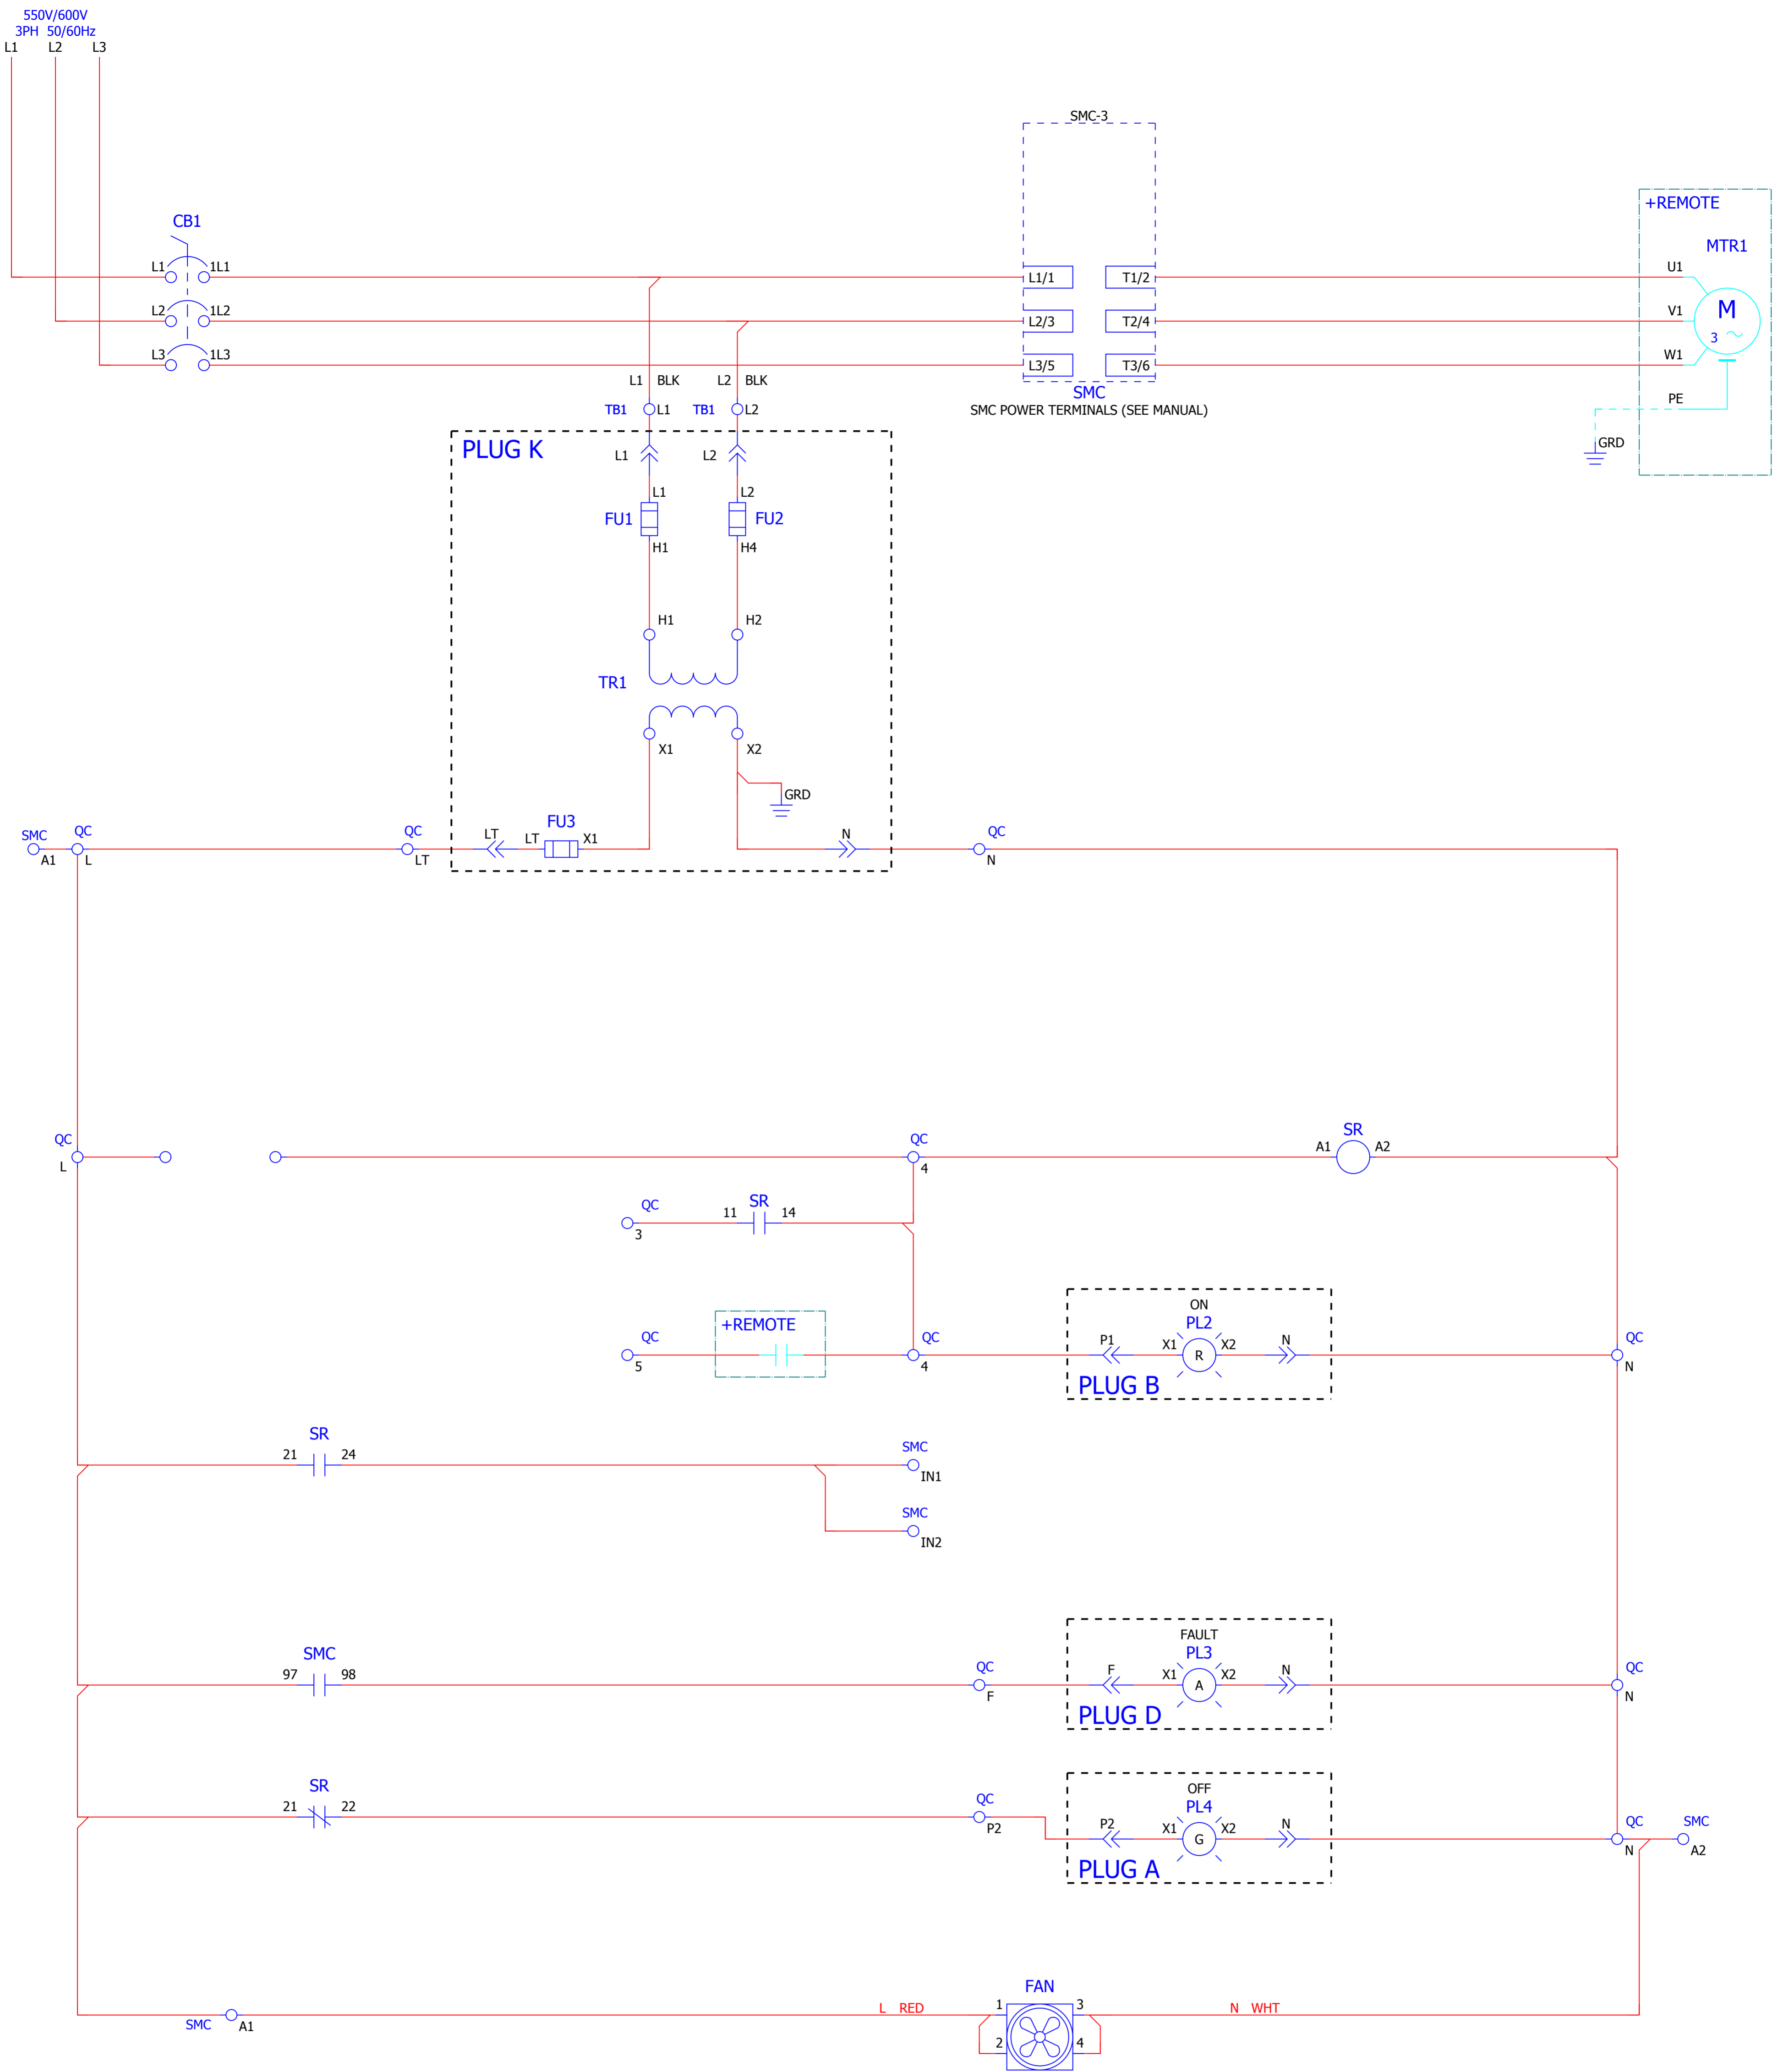 550V/600V
3PH 50/60Hz
L1 L2 L3
SMC-3
+REMOTE
CB1
MTR1
L1 1L1 L1/1 T1/2 U1
M
3
L2 1L2 L2/3 T2/4 V1
L3 1L3 L3/5 T3/6 W1
L1 BLK L2 BLK
SMC
PE
TB1 L1 TB1 L2
SMC POWER TERMINALS (SEE MANUAL)
GRD
PLUG K
L1 L2
L1 L2
FU1 FU2
H1 H4
H1 H2
TR1
X1 X2
GRD
SMC QC QC LT LT FU3 X1 N QC
A1 L LT N
QC QC SR
A1 A2
L 4
QC SR
11 14
3
ON
+REMOTE PL2
QC QC P1 X1 X2 N QC
R
5 4 N
PLUG B
SR
21 24 SMC
IN1
SMC
IN2
FAULT
SMC PL3
97 98 QC F X1 X2 N QC
A
F N
PLUG D
OFF
SR PL4
21 22 QC
P2 P2 X1 X2 N QC SMC
G
N A2
PLUG A
FAN
L RED 1 3 N WHT
SMC A1
2 4